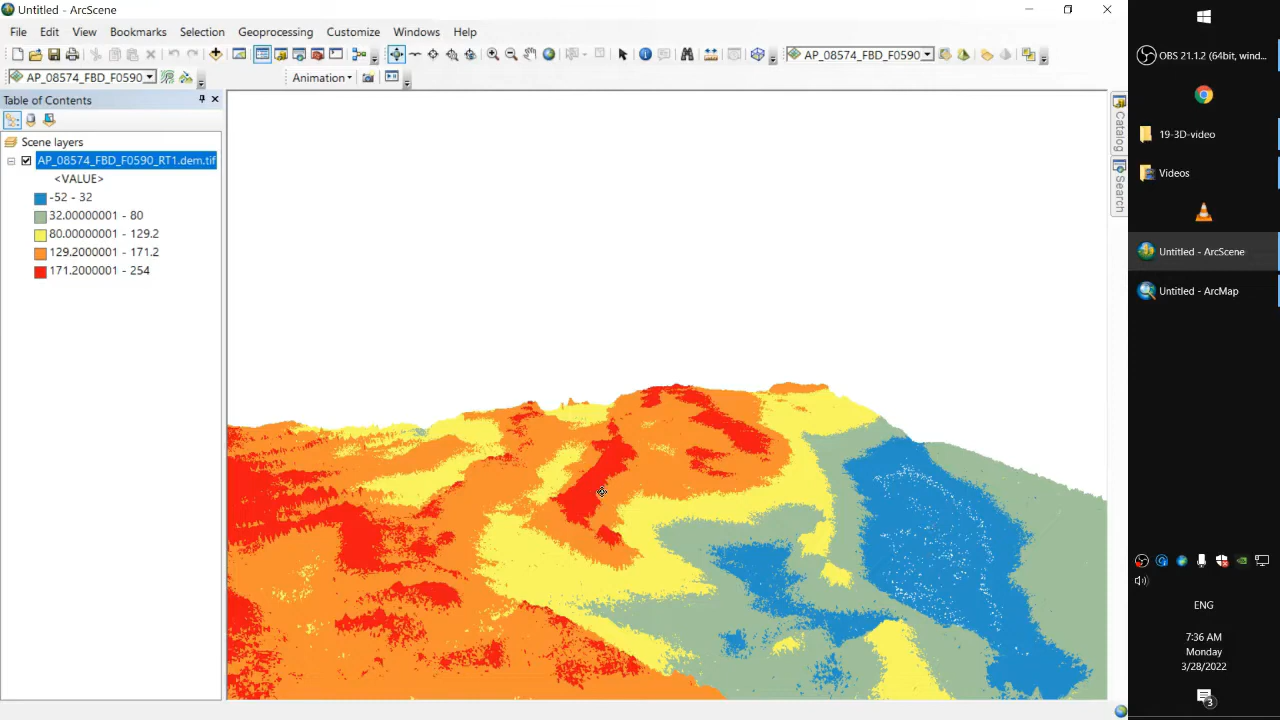 Untitled - ArcScene
File Edit View Bookmarks Selection Geoprocessing Customize Windows Help
AP_08574_FBD_F0590
AP_08574_FBD_F0590
Animation
Table of Contents
Scene layers
AP_08574_FBD_F0590_RT1.dem.tif
<VALUE>
-52 - 32
32.00000001 - 80
80.00000001 - 129.2
129.2000001 - 171.2
171.2000001 - 254
Catalog
Search
OBS 21.1.2 (64bit, wind...
19-3D-video
Videos
Untitled - ArcScene
Untitled - ArcMap
ENG
7:36 AM
Monday
3/28/2022
3